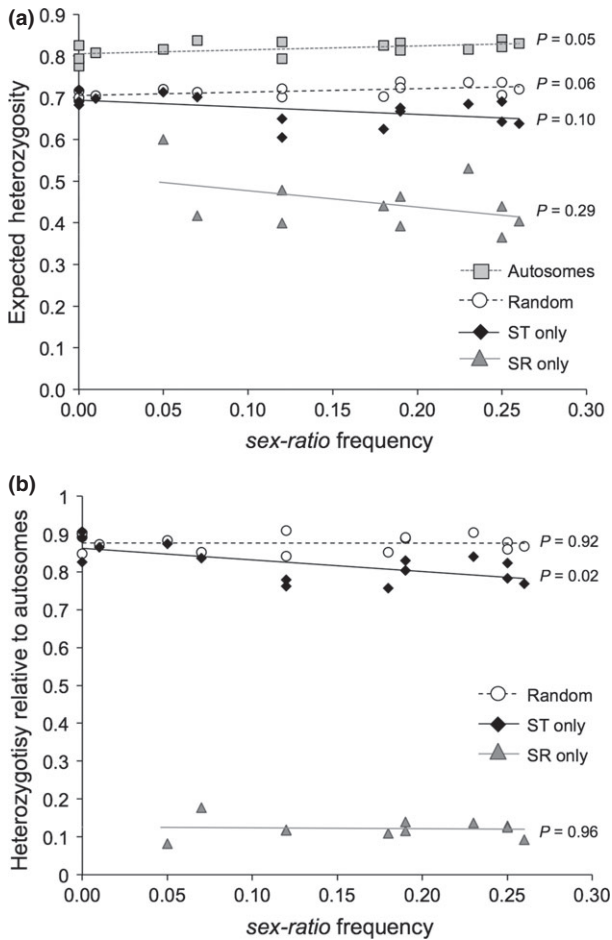 (a)
0.9
0.8
0.7
0.6
0.5
0.4
0.3
0.2
0.1
0.0
Expected heterozygosity
P = 0.05
P = 0.06
P = 0.10
P = 0.29
Autosomes
Random
ST only
SR only
0.00 0.05 0.10 0.15 0.20 0.25 0.30
sex-ratio frequency
(b)
1
0.9
0.8
0.7
0.6
0.5
0.4
0.3
0.2
0.1
0
Heterozygotisy relative to autosomes
P = 0.92
P = 0.02
Random
ST only
SR only
P = 0.96
0.00 0.05 0.10 0.15 0.20 0.25 0.30
sex-ratio frequency